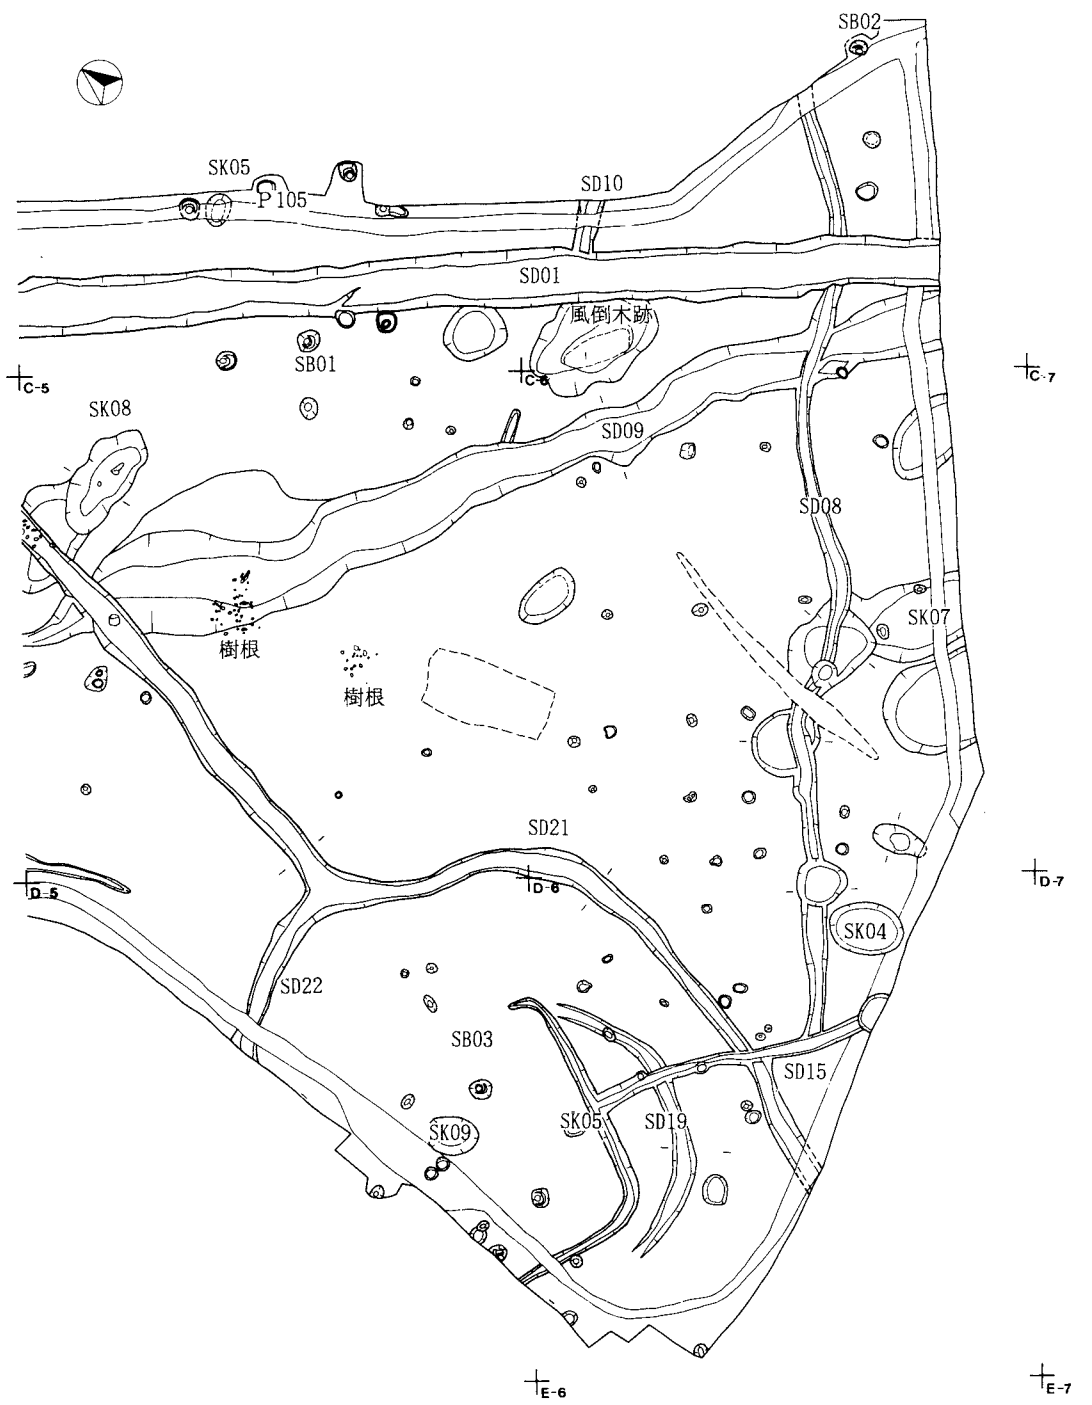 SB02
SK05
P105
SD10
SD01
風倒木跡
SB01
C-5
C-6
C-7
SK08
SD09
SD08
SK07
樹根
樹根
SD21
D-5
D-6
D-7
SK04
SD22
SB03
SD15
SK05
SD19
SK09
E-6
E-7